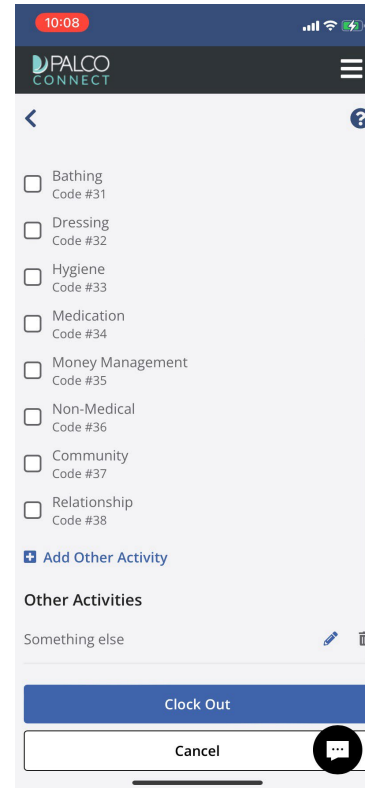 10:08
PALCO
CONNECT
Bathing
Code #31
Dressing
Code #32
Hygiene
Code #33
Medication
Code #34
Money Management
Code #35
Non-Medical
Code #36
Community
Code #37
Relationship
Code #38
Add Other Activity
Other Activities
Something else
Clock Out
Cancel